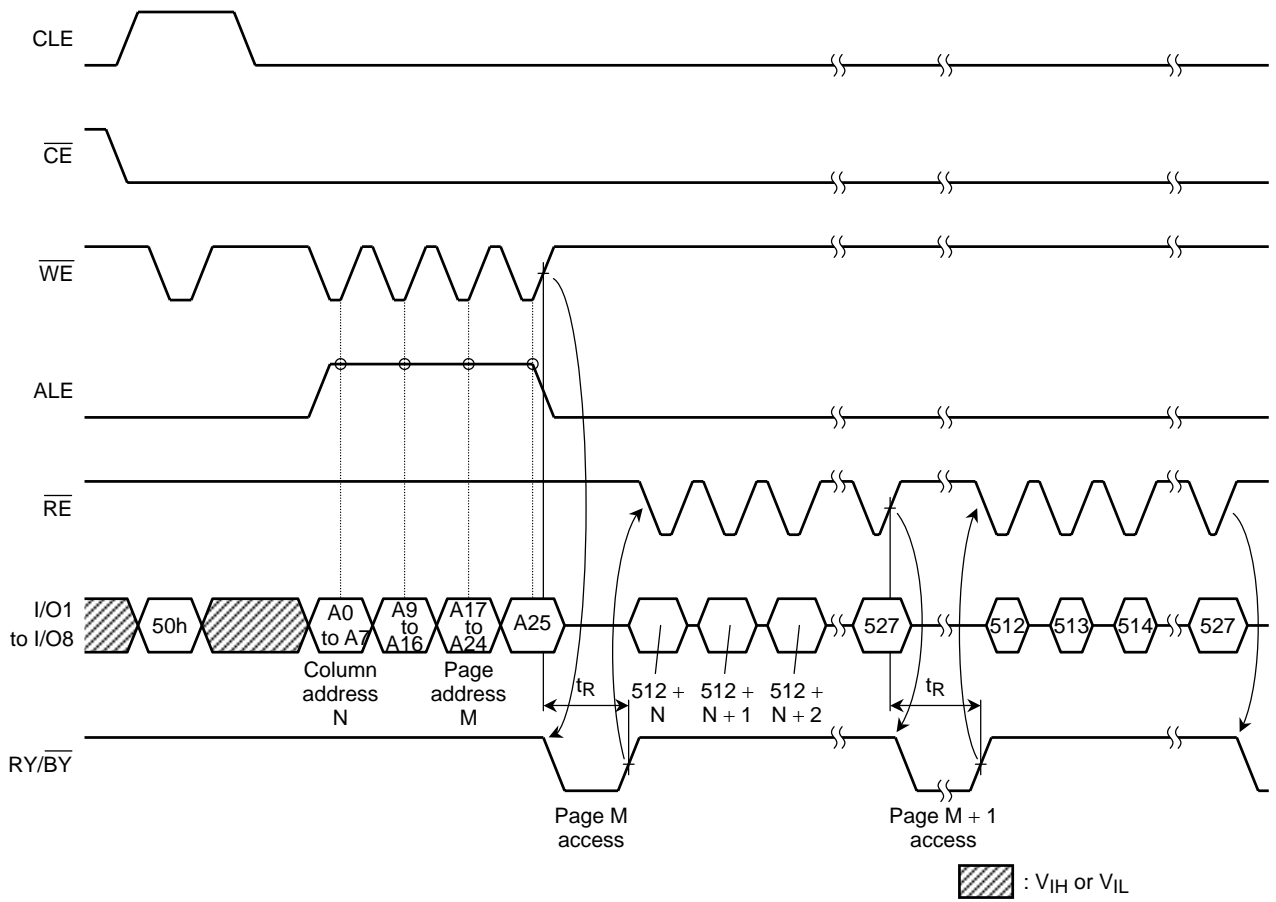 CLE
CE
WE
ALE
RE
I/O1
to I/O8
50h
A0
to A7
A9
to
A16
A17
to
A24
A25
527
512
513
514
527
Column
address
N
Page
address
M
tR
512 +
N
512 +
N + 1
512 +
N + 2
tR
RY/BY
Page M
access
Page M + 1
access
: VIH or VIL